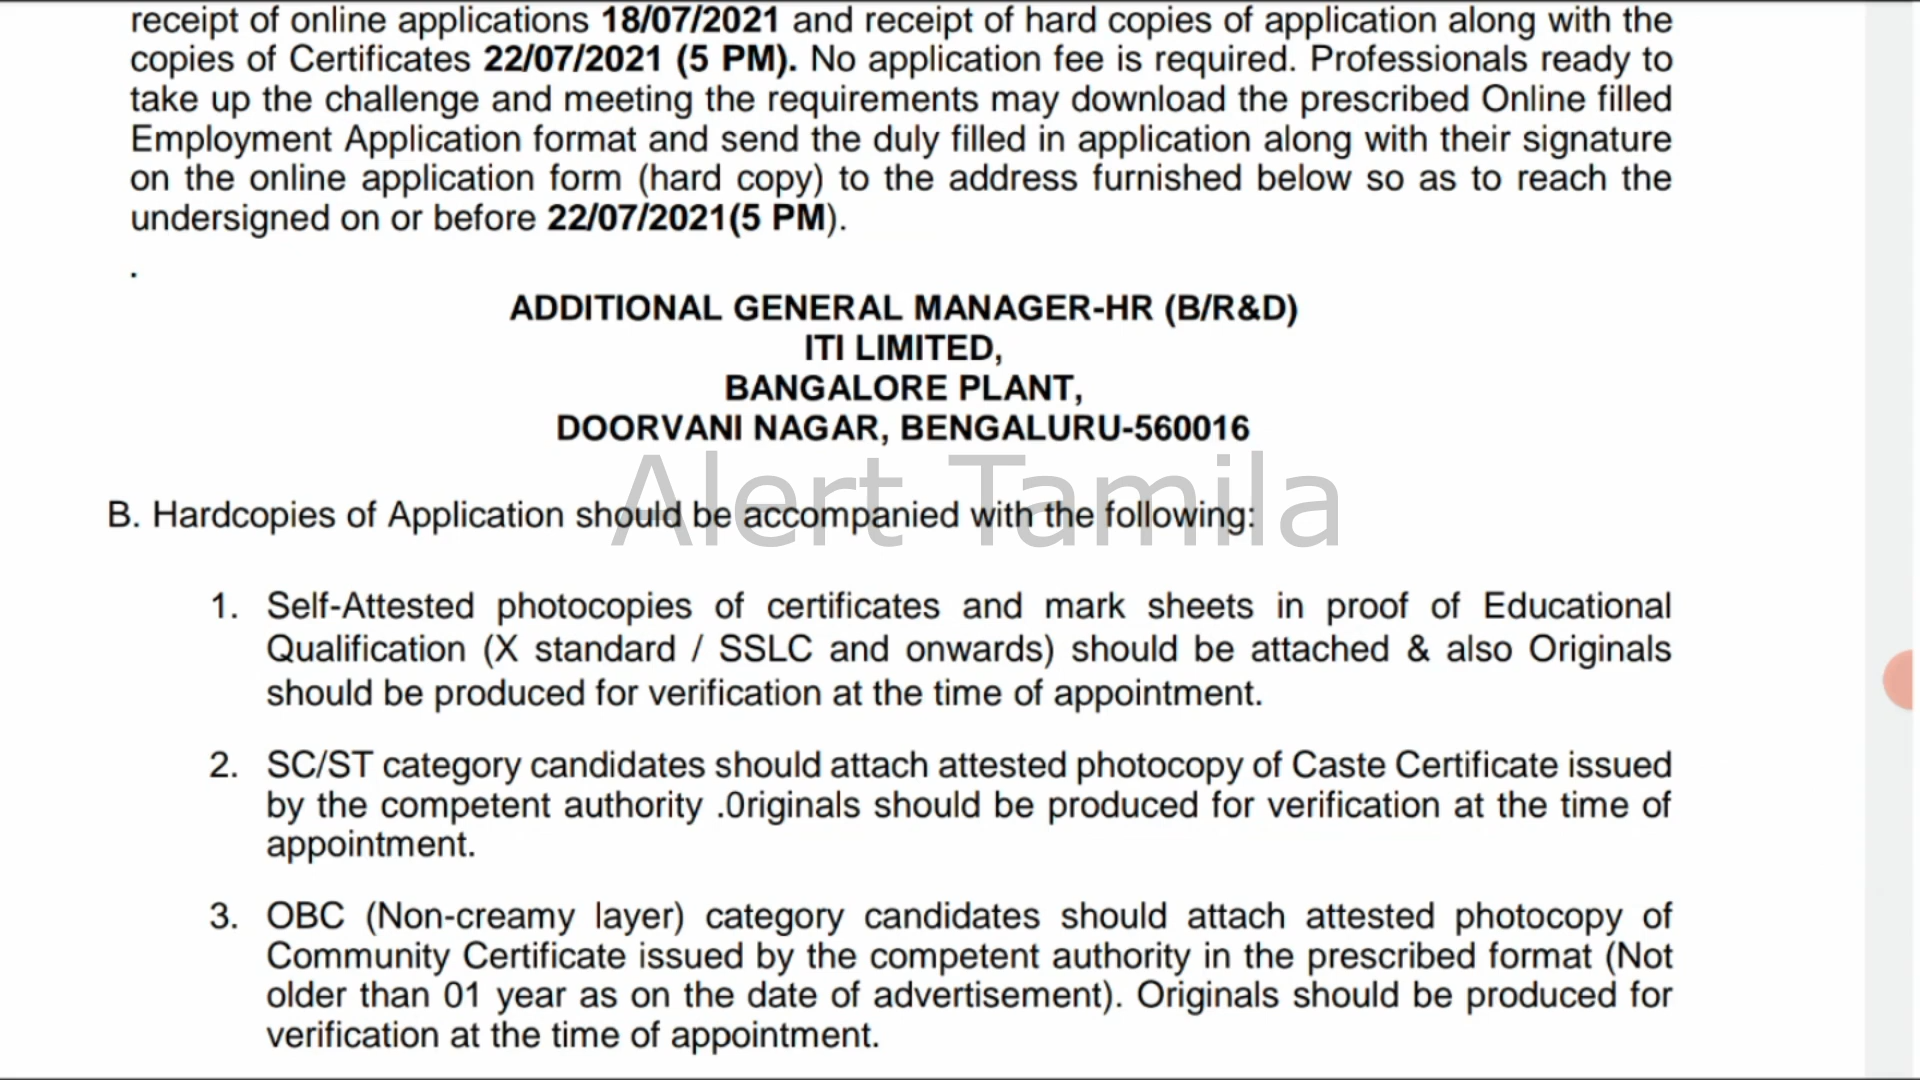 receipt of online applications 18/07/2021 and receipt of hard copies of application along with the
copies of Certificates 22/07/2021 (5 PM). No application fee is required. Professionals ready to
take up the challenge and meeting the requirements may download the prescribed Online filled
Employment Application format and send the duly filled in application along with their signature
on the online application form (hard copy) to the address furnished below so as to reach the
undersigned on or before 22/07/2021(5 PM).
.
ADDITIONAL GENERAL MANAGER-HR (B/R&D)
ITI LIMITED,
BANGALORE PLANT,
DOORVANI NAGAR, BENGALURU-560016
Alert Tamila
B. Hardcopies of Application should be accompanied with the following:
1. Self-Attested photocopies of certificates and mark sheets in proof of Educational
Qualification (X standard / SSLC and onwards) should be attached & also Originals
should be produced for verification at the time of appointment.
2. SC/ST category candidates should attach attested photocopy of Caste Certificate issued
by the competent authority .0riginals should be produced for verification at the time of
appointment.
3. OBC (Non-creamy layer) category candidates should attach attested photocopy of
Community Certificate issued by the competent authority in the prescribed format (Not
older than 01 year as on the date of advertisement). Originals should be produced for
verification at the time of appointment.